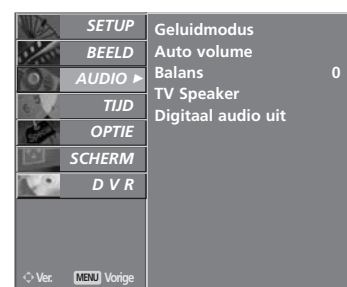 SETUP
BEELD
AUDIO ►
TIJD
OPTIE
SCHERM
D V R
Geluidmodus
Auto volume
Balans 0
TV Speaker
Digitaal audio uit
Ver. MENU Vorige